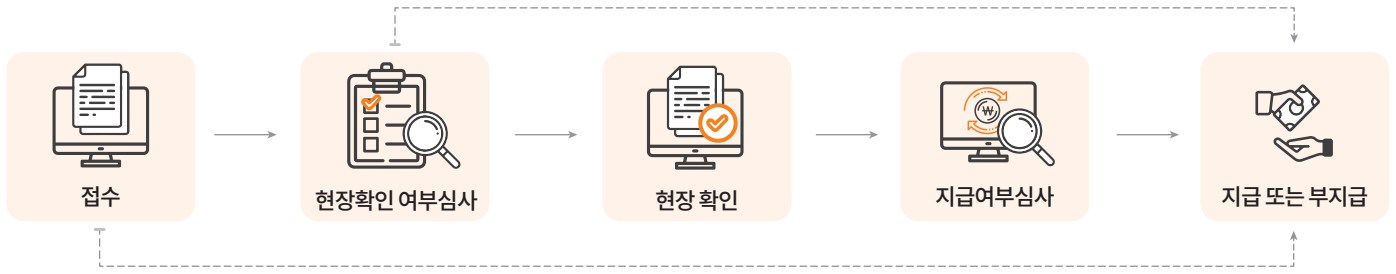 접수
현장확인 여부심사
현장 확인
₩
지급여부심사
지급 또는 부지급